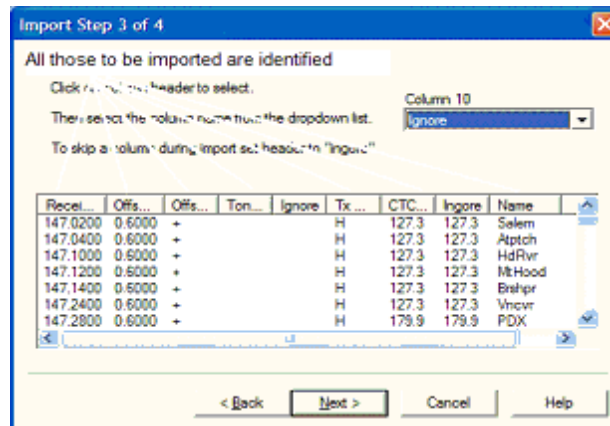 Import Step 3 of 4
All those to be imported are identified
Click header to select.
Column 10
Then select the column name from the dropdown list.
Ignore
To skip a column during import set header to "Ingore"
Recei... Offs... Offs... Ton... Ignore Tx ... CTC... Ingore Name
147.0200 0.6000 + H 127.3 127.3 Salem
147.0400 0.6000 + H 127.3 127.3 Atptch
147.1000 0.6000 + H 127.3 127.3 HdRvr
147.1200 0.6000 + H 127.3 127.3 MtHood
147.1400 0.6000 + H 127.3 127.3 Brshpr
147.2400 0.6000 + H 127.3 127.3 Vncvr
147.2800 0.6000 + H 179.9 179.9 PDX
< Back Next > Cancel Help